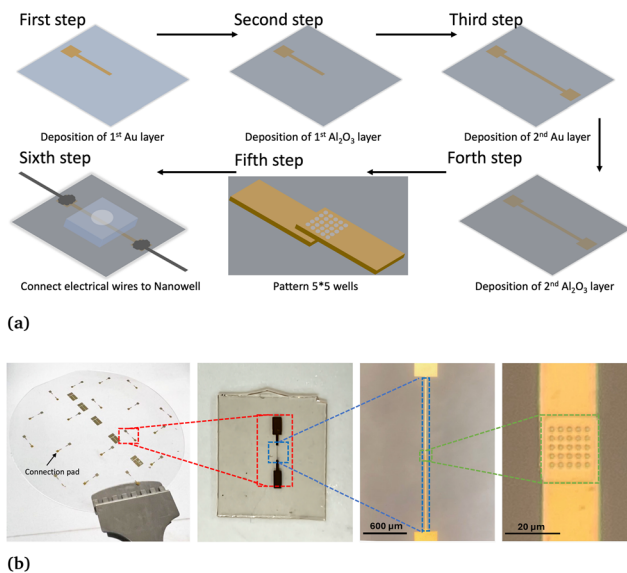 First step
Second step
Third step
Deposition of 1st Au layer
Deposition of 1st Al2O3 layer
Deposition of 2nd Au layer
Sixth step
Fifth step
Forth step
Connect electrical wires to Nanowell
Pattern 5*5 wells
Deposition of 2nd Al2O3 layer
(a)
Connection pad
600 μm
20 μm
(b)